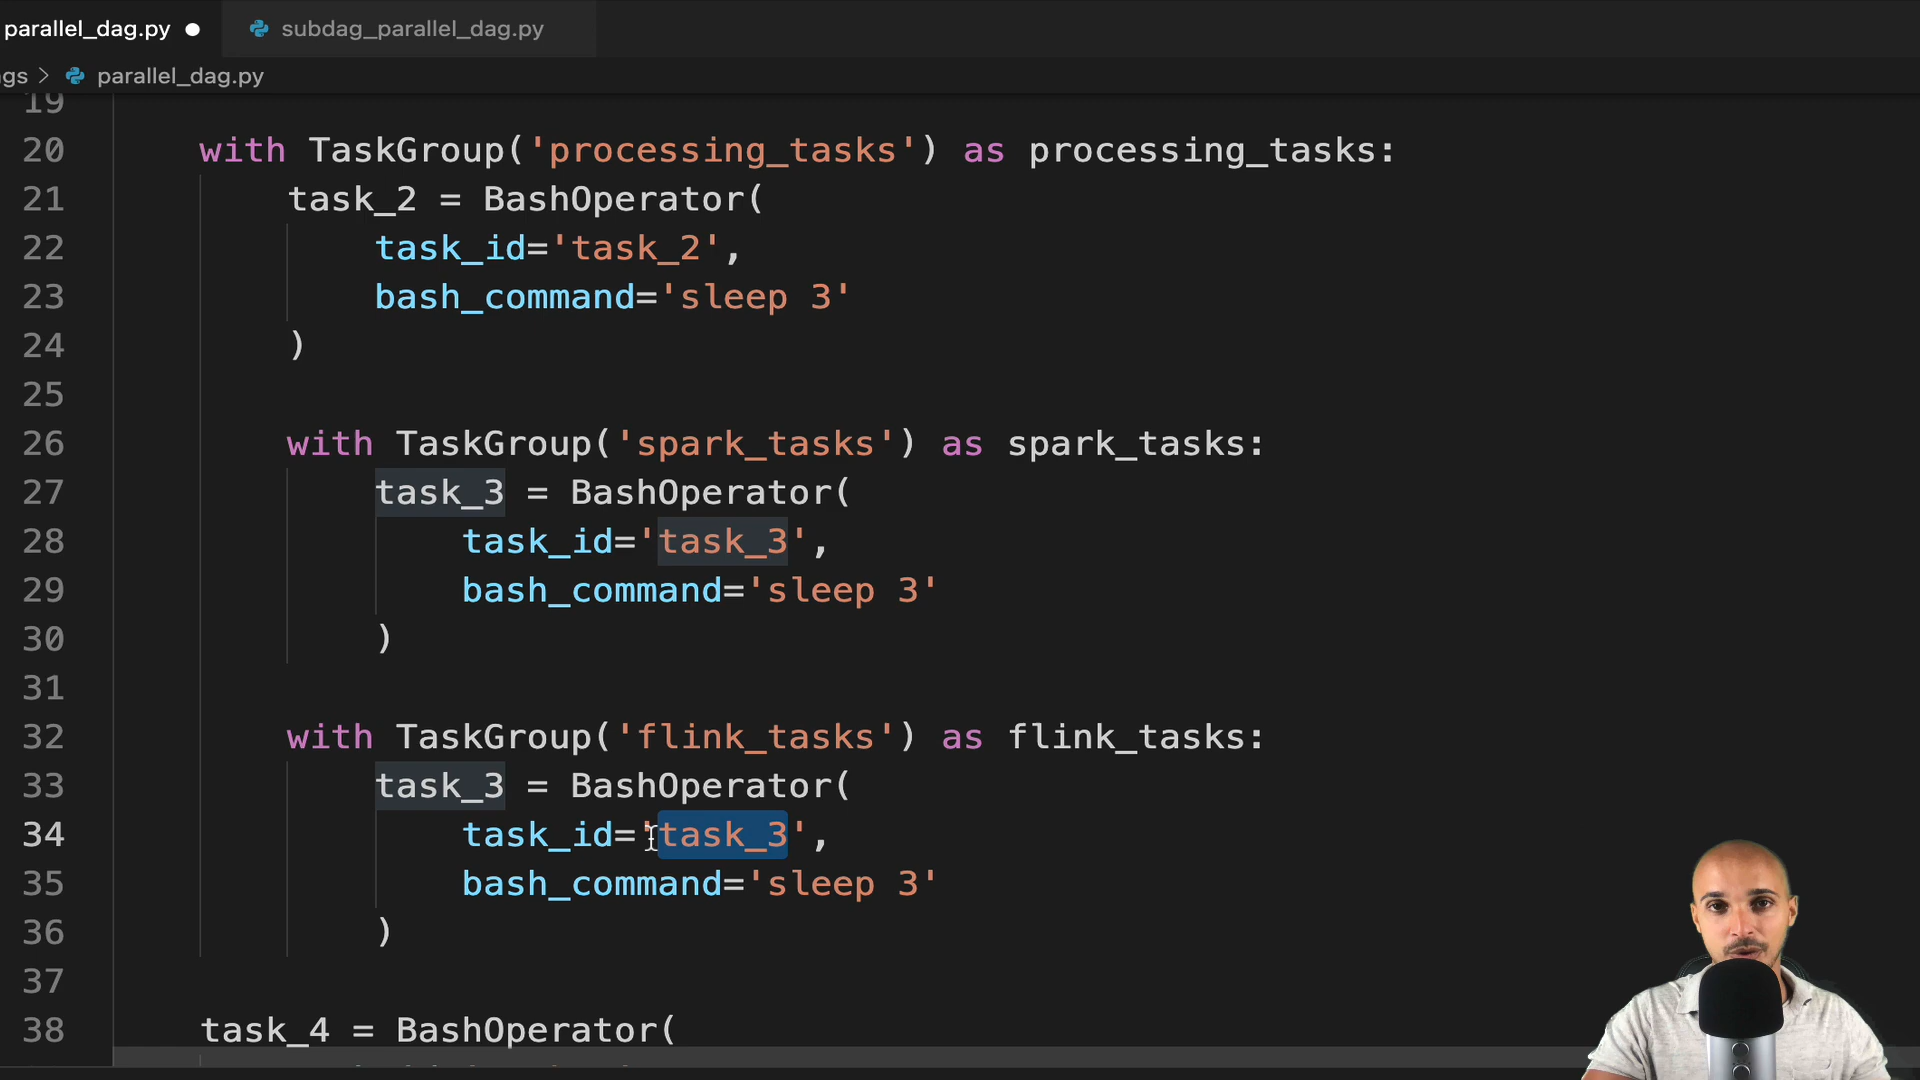 parallel_dag.py
subdag_parallel_dag.py
gs > parallel_dag.py
19
20 with TaskGroup('processing_tasks') as processing_tasks:
21 task_2 = BashOperator(
22 task_id='task_2',
23 bash_command='sleep 3'
24 )
25
26 with TaskGroup('spark_tasks') as spark_tasks:
27 task_3 = BashOperator(
28 task_id='task_3',
29 bash_command='sleep 3'
30 )
31
32 with TaskGroup('flink_tasks') as flink_tasks:
33 task_3 = BashOperator(
34 task_id='task_3',
35 bash_command='sleep 3'
36 )
37
38 task_4 = BashOperator(